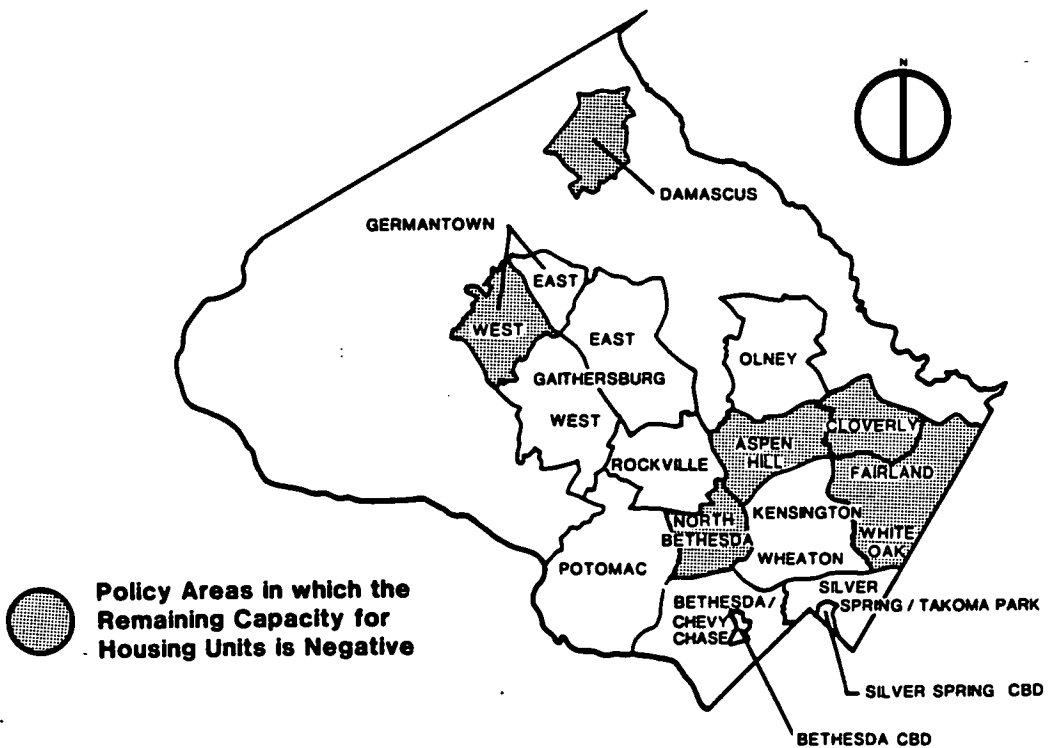 N
DAMASCUS
GERMANTOWN
EAST
WEST
EAST
OLNEY
GAITHERSBURG
WEST
CLOVERLY
ASPEN
HILL
ROCKVILLE
FAIRLAND
KENSINGTON
NORTH
BETHESDA
WHITE
OAK
WHEATON
POTOMAC
SILVER
SPRING / TAKOMA PARK
BETHESDA /
CHEVY
CHASE
Policy Areas in which the
Remaining Capacity for
Housing Units is Negative
SILVER SPRING CBD
BETHESDA CBD